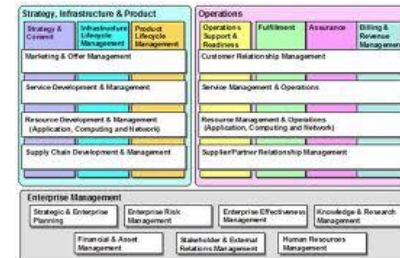 Strategy, Infrastructure & Product
Strategy &
Commit
Infrastructure
Lifecycle
Management
Product
Lifecycle
Management
Marketing & Offer Management
Service Development & Management
Resource Development & Management
(Application, Computing and Network)
Supply Chain Development & Management
Operations
Operations
Support &
Readiness
Fulfillment
Assurance
Billing &
Revenue
Management
Customer Relationship Management
Service Management & Operations
Resource Management & Operations
(Application, Computing and Network)
Supplier/Partner Relationship Management
Enterprise Management
Strategic & Enterprise
Planning
Enterprise Risk
Management
Enterprise Effectiveness
Management
Knowledge & Research
Management
Financial & Asset
Management
Stakeholder & External
Relations Management
Human Resources
Management